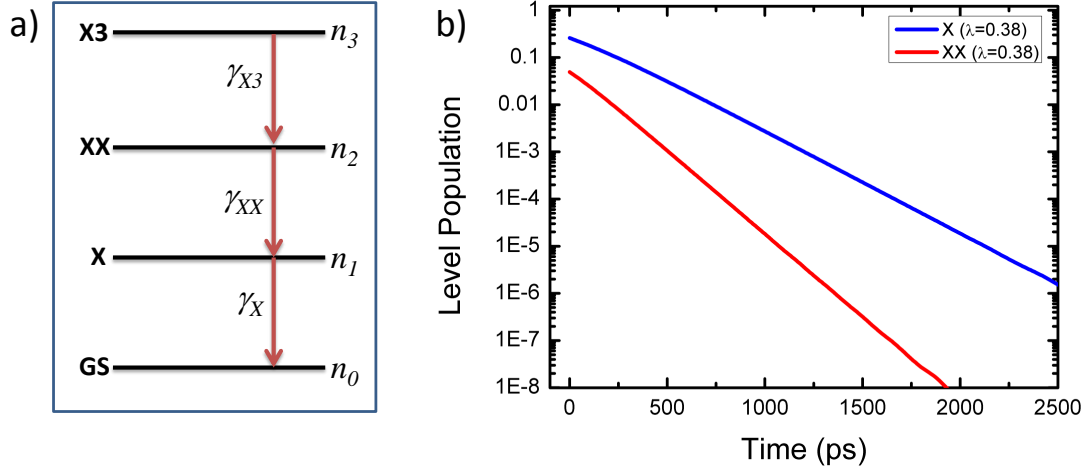 a)
X3 n3
γX3
XX n2
γXX
X n1
γX
GS n0
b)
X (λ=0.38)
XX (λ=0.38)
Level Population
1
0.1
0.01
1E-3
1E-4
1E-5
1E-6
1E-7
1E-8
0 500 1000 1500 2000 2500
Time (ps)